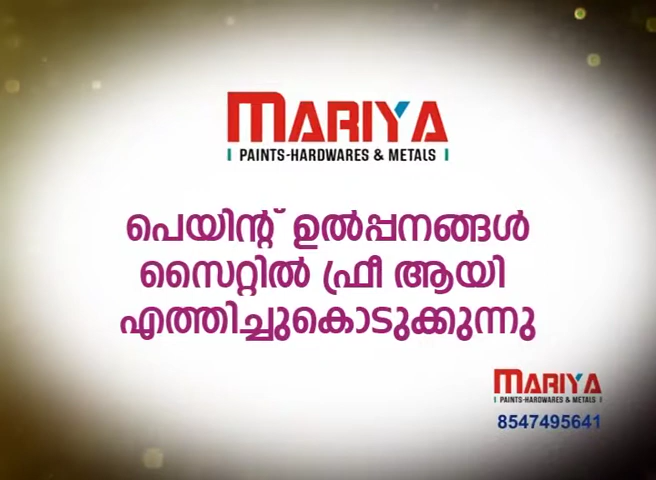 MARIYA
PAINTS-HARDWARES & METALS
പെയിന്റ് ഉൽപ്പനങ്ങൾ
സൈറ്റിൽ ഫ്രീ ആയി
എത്തിച്ചുകൊടുക്കുന്നു
MARIYA
PAINTS-HARDWARES & METALS
8547495641